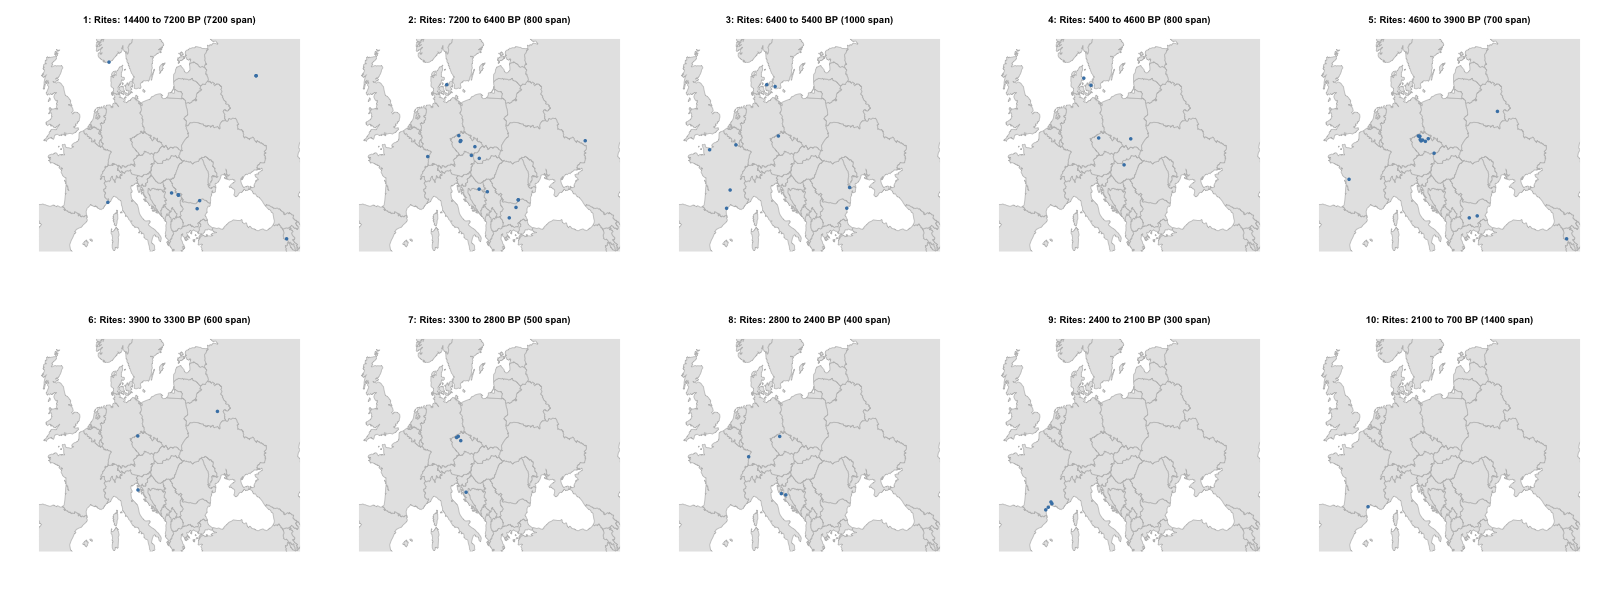 1: Rites: 14400 to 7200 BP (7200 span)
2: Rites: 7200 to 6400 BP (800 span)
3: Rites: 6400 to 5400 BP (1000 span)
4: Rites: 5400 to 4600 BP (800 span)
5: Rites: 4600 to 3900 BP (700 span)
6: Rites: 3900 to 3300 BP (600 span)
7: Rites: 3300 to 2800 BP (500 span)
8: Rites: 2800 to 2400 BP (400 span)
9: Rites: 2400 to 2100 BP (300 span)
10: Rites: 2100 to 700 BP (1400 span)